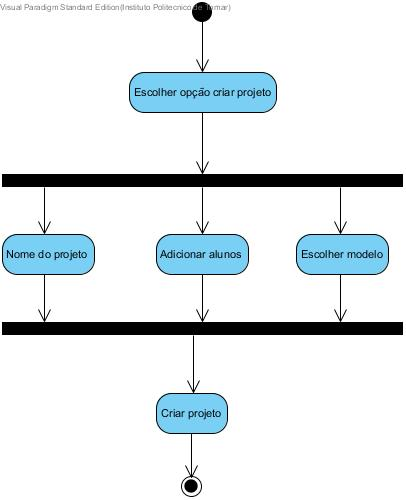 Visual Paradigm Standard Edition(Instituto Politecnico de Tomar)
Escolher opção criar projeto
Nome do projeto
Adicionar alunos
Escolher modelo
Criar projeto